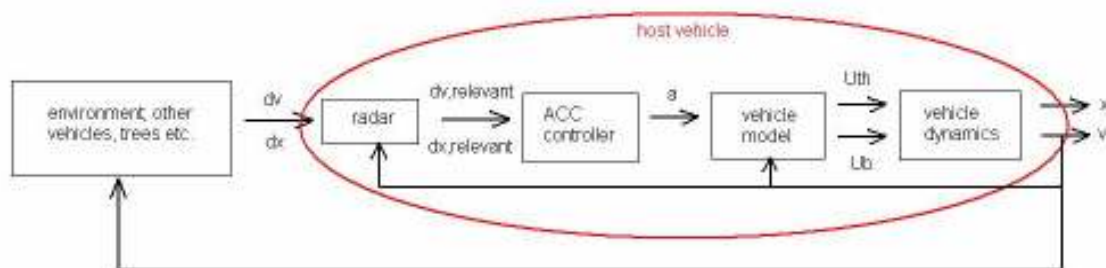 host vehicle
environment; other
vehicles, trees etc.
dv
dx
radar
dv,relevant
dx,relevant
ACC
controller
a
vehicle
model
Uth
Ub
vehicle
dynamics
x
v